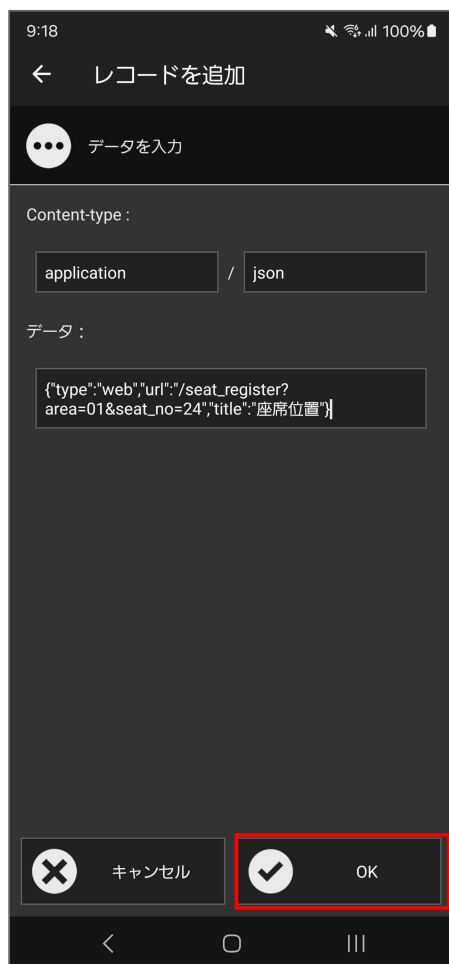 9:18 100%
レコードを追加
データを入力
Content-type :
application / json
データ :
{"type":"web","url":"/seat_register?
area=01&seat_no=24","title":"座席位置"}
キャンセル OK